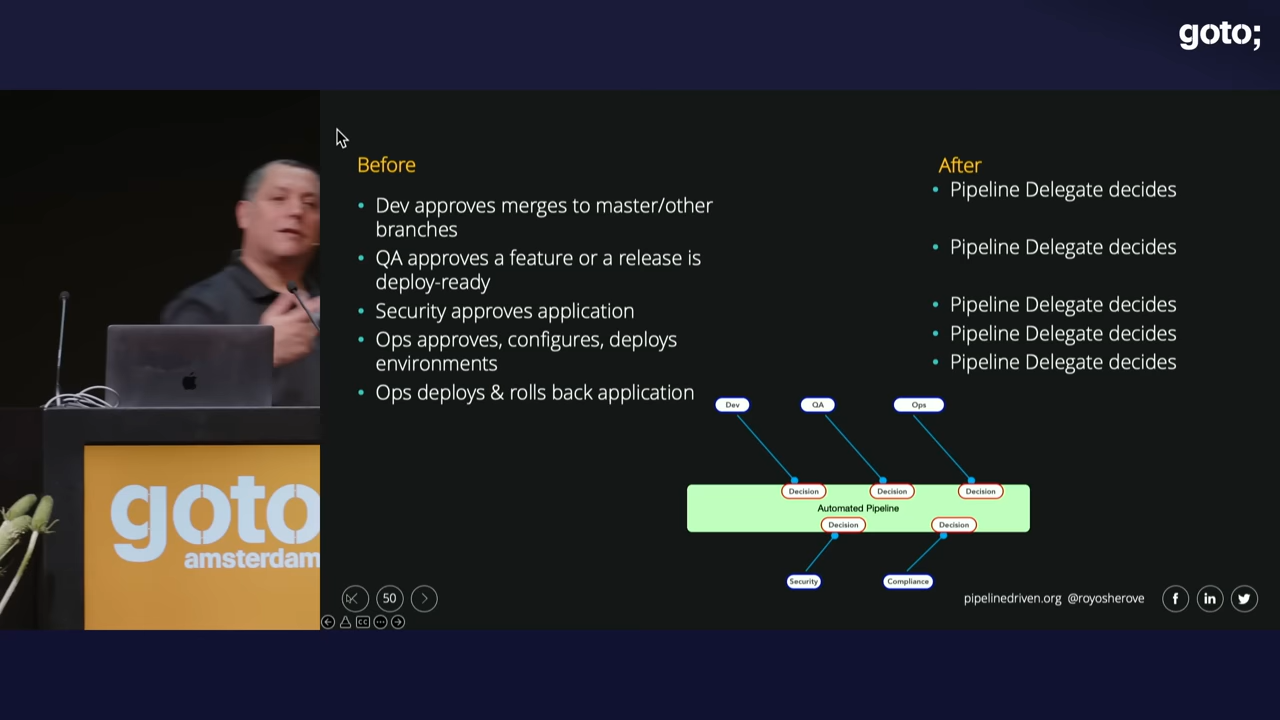 goto;
Before
• Dev approves merges to master/other
branches
• QA approves a feature or a release is
deploy-ready
• Security approves application
• Ops approves, configures, deploys
environments
• Ops deploys & rolls back application
After
• Pipeline Delegate decides
• Pipeline Delegate decides
• Pipeline Delegate decides
• Pipeline Delegate decides
• Pipeline Delegate decides
Dev
QA
Ops
Decision
Decision
Decision
Automated Pipeline
Decision
Decision
Security
Compliance
goto
amsterdam
50
pipelinedriven.org @royosherove
f
in
CC